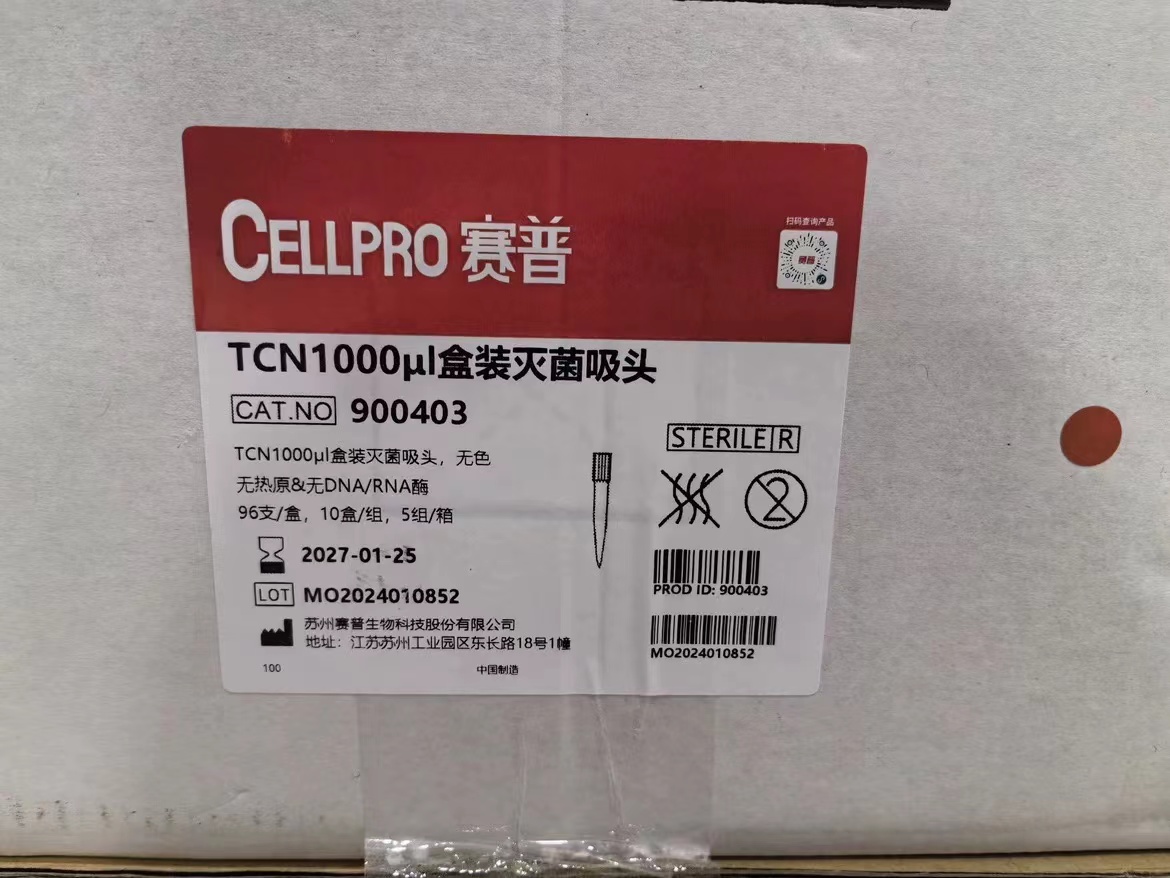 CELLPRO 赛普
扫码查询产品
赛普
TCN1000µl盒装灭菌吸头
CAT.NO 900403
STERILE R
TCN1000µl盒装灭菌吸头，无色
无热原&无DNA/RNA酶
96支/盒，10盒/组，5组/箱
2
2027-01-25
PROD ID: 900403
LOT MO2024010852
苏州赛普生物科技股份有限公司
地址：江苏苏州工业园区东长路18号1幢
MO2024010852
100
中国制造